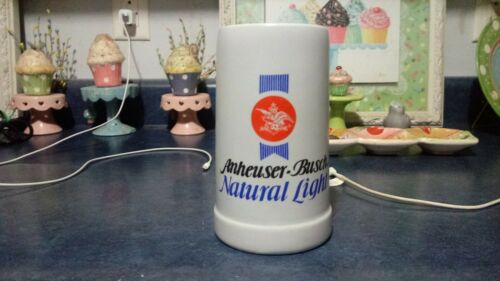 Anheuser-Busch
Natural Light